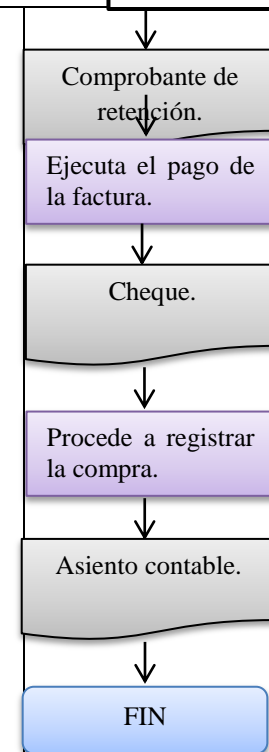 Comprobante de
retención.
Ejecuta el pago de
la factura.
Cheque.
Procede a registrar
la compra.
Asiento contable.
FIN